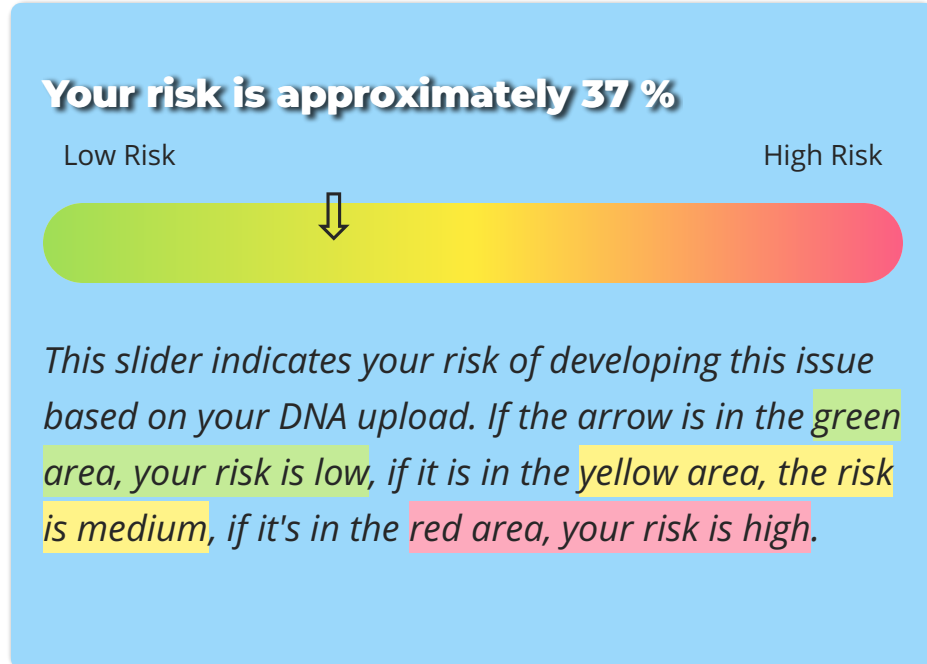 Your risk is approximately 37 %
Low Risk High Risk
This slider indicates your risk of developing this issue
based on your DNA upload. If the arrow is in the green
area, your risk is low, if it is in the yellow area, the risk
is medium, if it's in the red area, your risk is high.